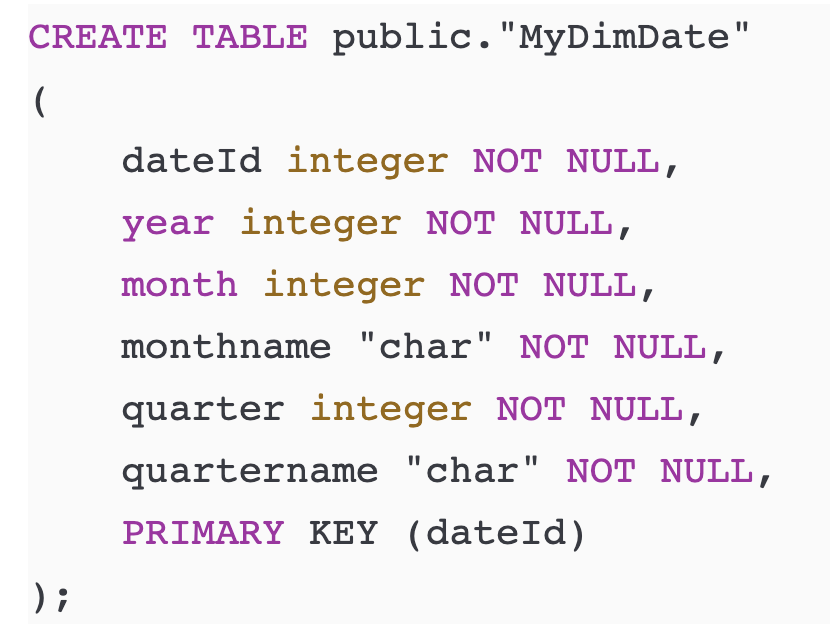 CREATE TABLE public."MyDimDate"
(
    dateId integer NOT NULL,
    year integer NOT NULL,
    month integer NOT NULL,
    monthname "char" NOT NULL,
    quarter integer NOT NULL,
    quartername "char" NOT NULL,
    PRIMARY KEY (dateId)
);